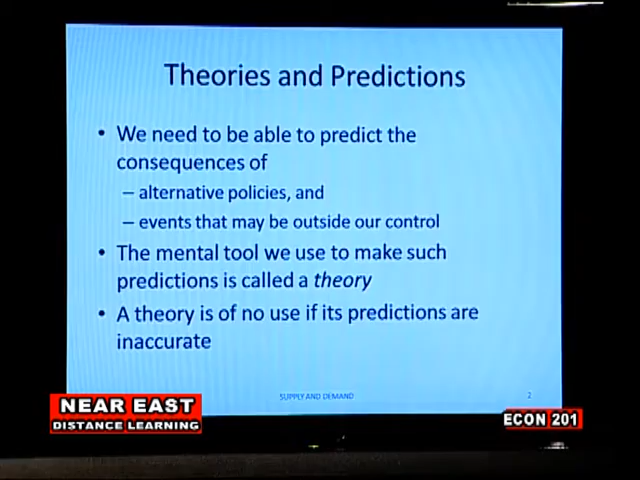 Theories and Predictions
• We need to be able to predict the
consequences of
– alternative policies, and
– events that may be outside our control
• The mental tool we use to make such
predictions is called a theory
• A theory is of no use if its predictions are
inaccurate
SUPPLY AND DEMAND
2
NEAR EAST
DISTANCE LEARNING
ECON 201